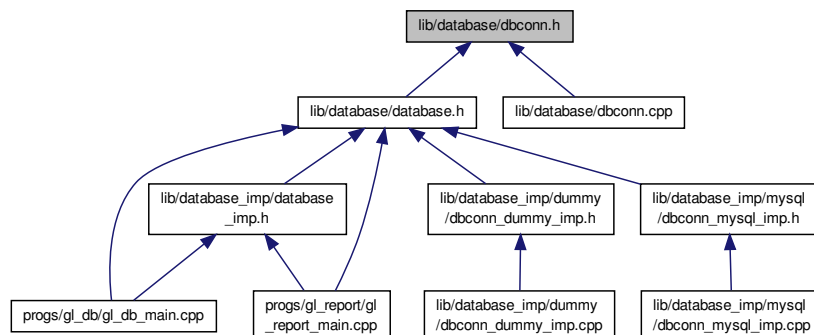 lib/database/dbconn.h
lib/database/database.h
lib/database/dbconn.cpp
lib/database_imp/database
_imp.h
lib/database_imp/dummy
/dbconn_dummy_imp.h
lib/database_imp/mysql
/dbconn_mysql_imp.h
progs/gl_db/gl_db_main.cpp
progs/gl_report/gl
_report_main.cpp
lib/database_imp/dummy
/dbconn_dummy_imp.cpp
lib/database_imp/mysql
/dbconn_mysql_imp.cpp